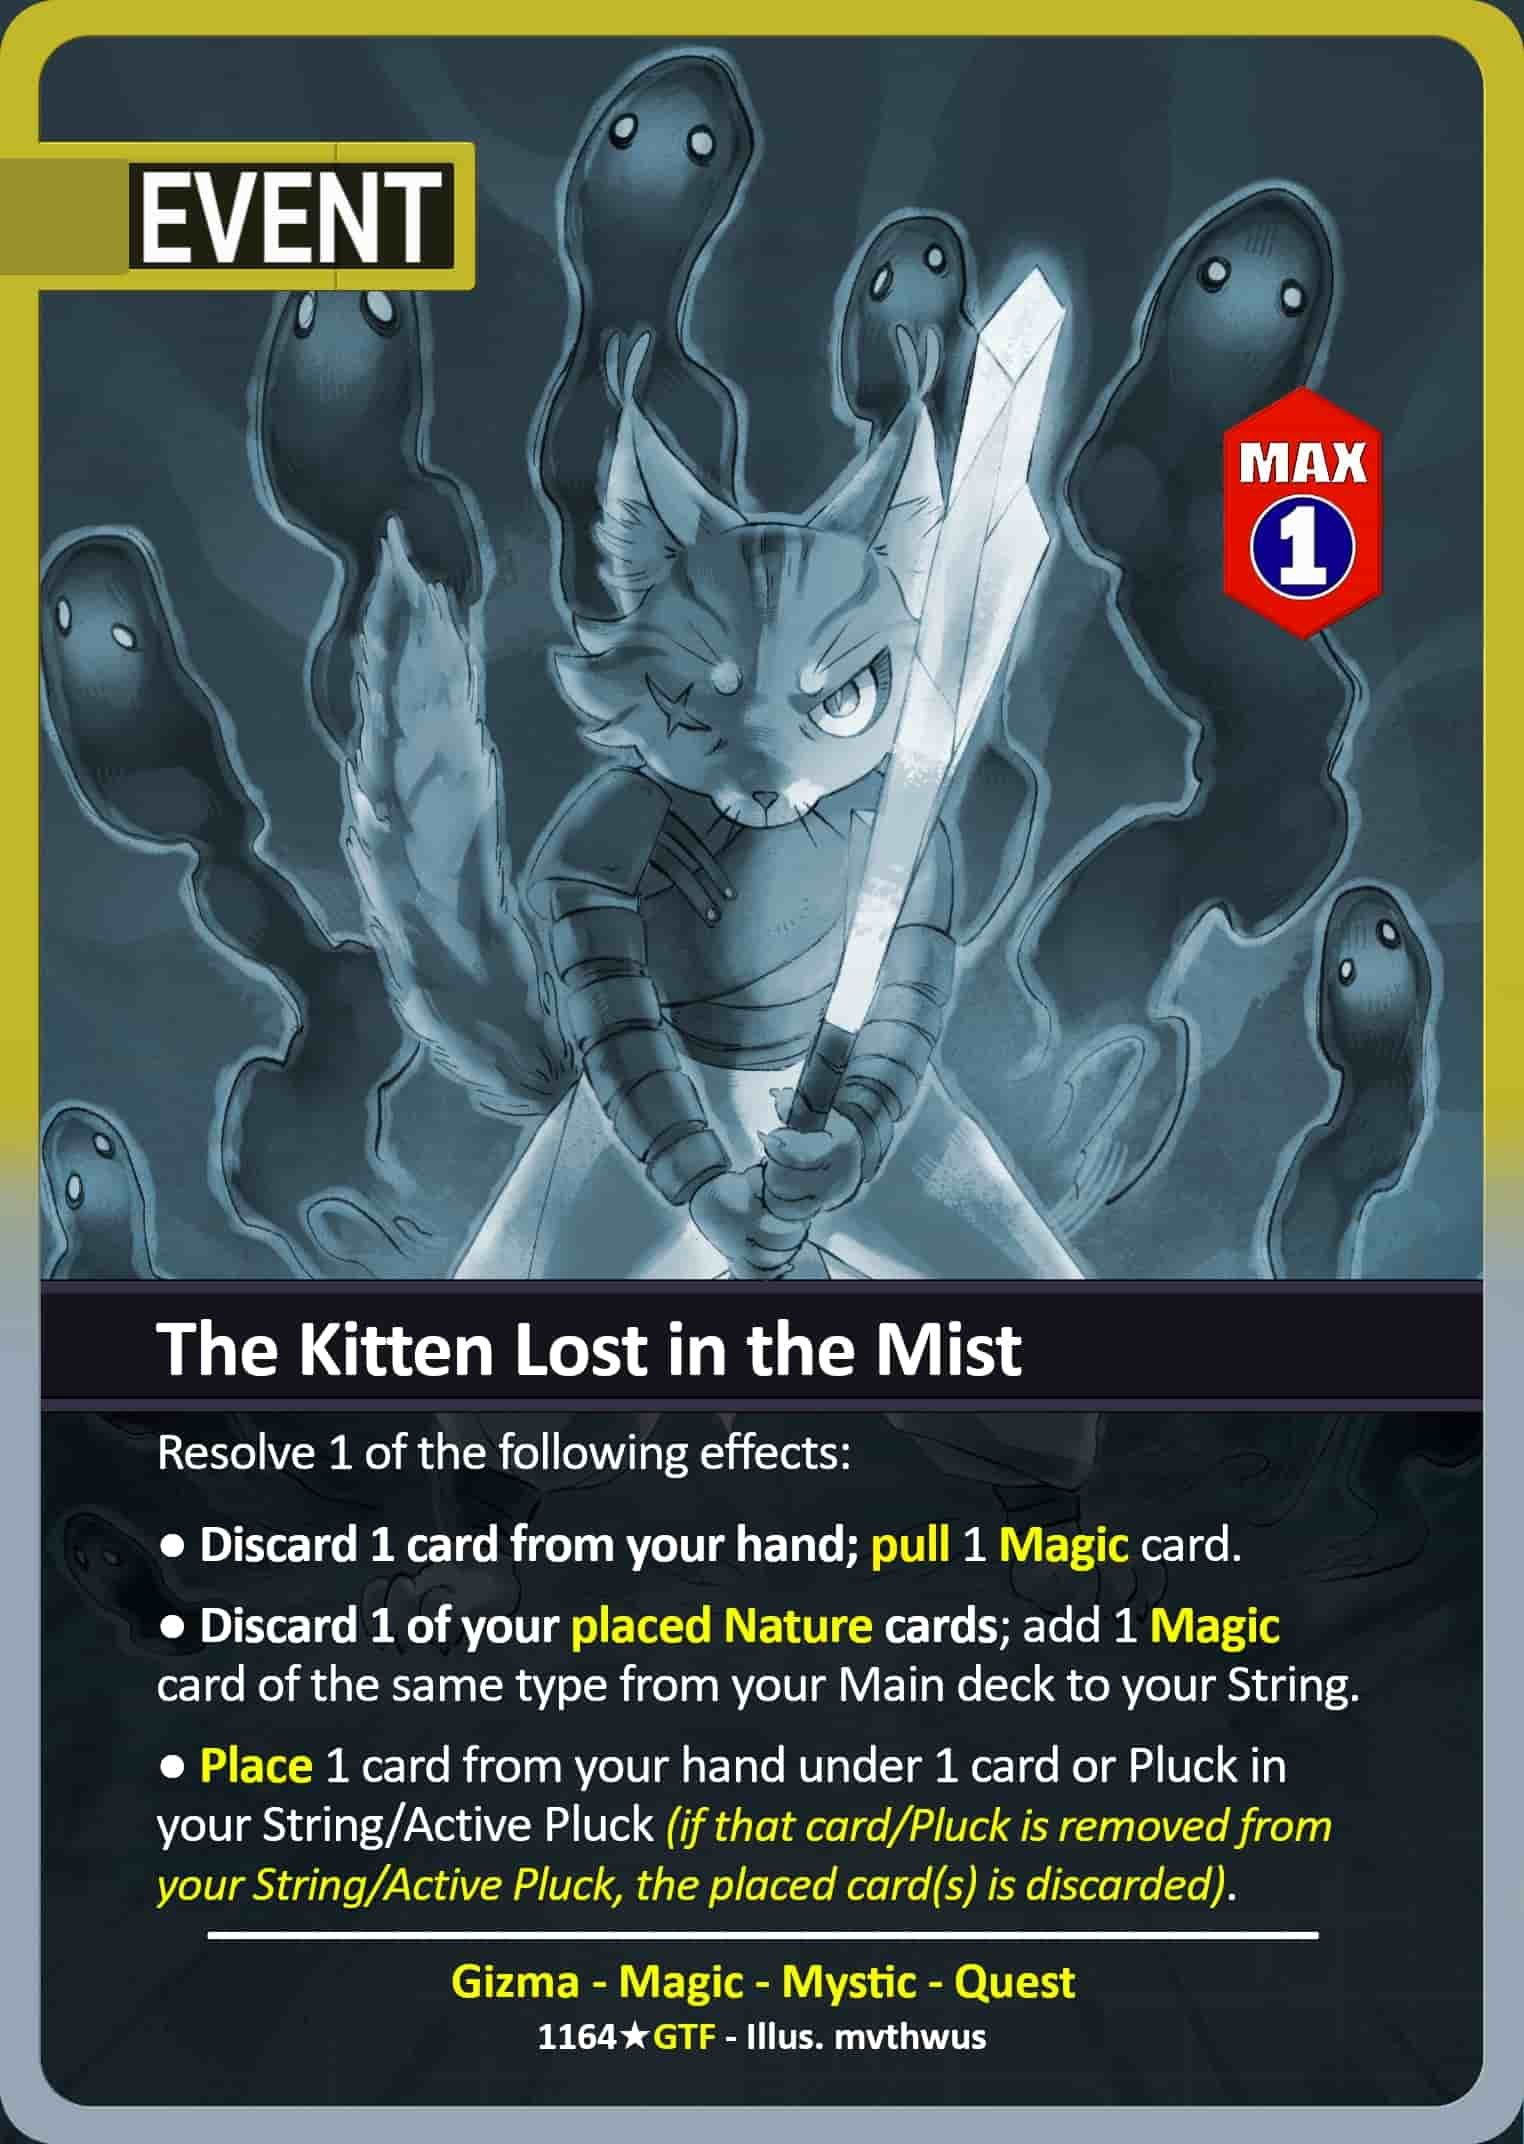 EVENT
MAX
1
The Kitten Lost in the Mist
Resolve 1 of the following effects:
● Discard 1 card from your hand; pull 1 Magic card.
● Discard 1 of your placed Nature cards; add 1 Magic
card of the same type from your Main deck to your String.
● Place 1 card from your hand under 1 card or Pluck in
your String/Active Pluck (if that card/Pluck is removed from
your String/Active Pluck, the placed card(s) is discarded).
Gizma - Magic - Mystic - Quest
1164★GTF - Illus. mvthwus